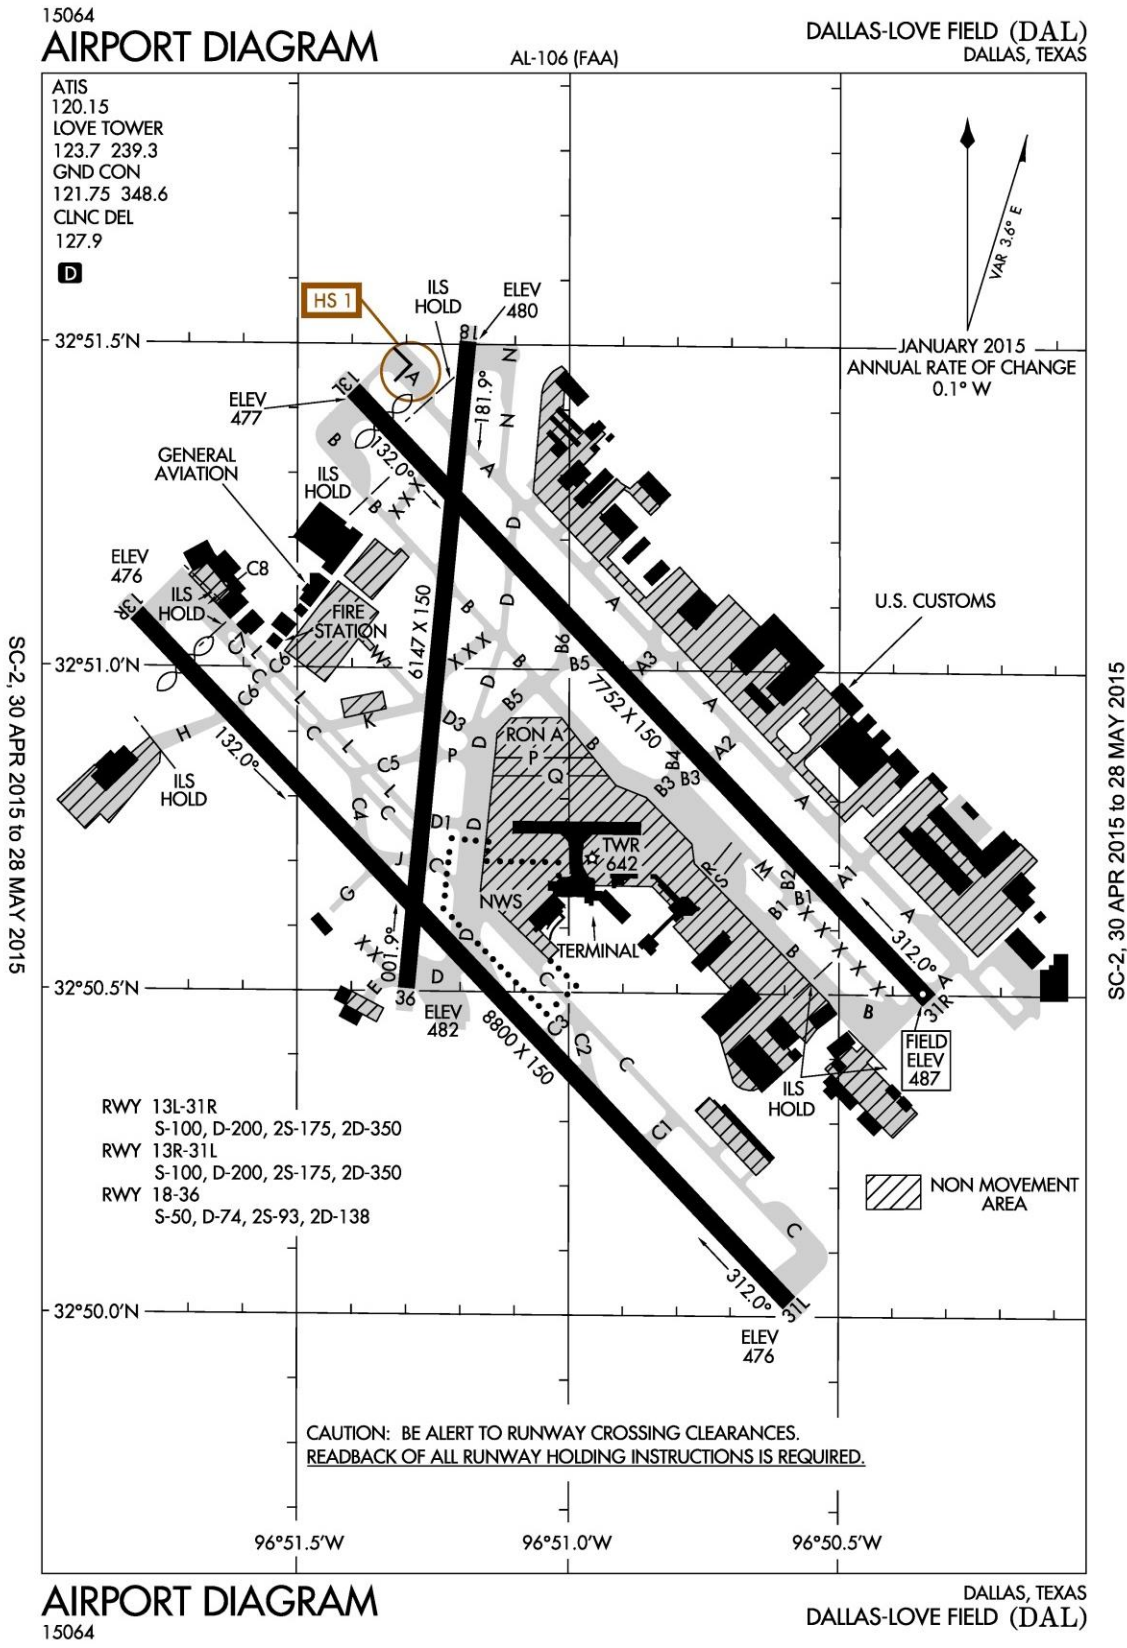 15064
AIRPORT DIAGRAM
AL-106 (FAA)
DALLAS-LOVE FIELD (DAL)
DALLAS, TEXAS
ATIS
120.15
LOVE TOWER
123.7 239.3
GND CON
121.75 348.6
CLNC DEL
127.9
D
VAR 3.6° E
JANUARY 2015
ANNUAL RATE OF CHANGE
0.1° W
HS 1
ILS
HOLD
ELEV
480
18
N
32°51.5'N
A
13L
ELEV
477
181.9°
N
B
132.0°
A
GENERAL
AVIATION
ILS
HOLD
B
X X X
D
ELEV
476
C8
13R
ILS
HOLD
FIRE
STATION
U.S. CUSTOMS
B
D
A
6147 X 150
W
L
C7
C
C6
C6
32°51.0'N
X X X
B
B6
B5
A3
L
D
B5
7752 X 150
A
K
D3
H
132.0°
C
L
P
D
RON A
P
Q
B
B4
A2
B3
B3
C5
ILS
HOLD
L
C
C4
A
D1
D
TWR
642
J
C
R
S
M
B2
A1
G
NWS
B1
B1
A
X X X X X
312.0°
D
TERMINAL
X X
001.9°
B
C
32°50.5'N
E
36
D
ELEV
482
8800 X 150
C3
C2
C
B
A
31R
FIELD
ELEV
487
ILS
HOLD
RWY 13L-31R
S-100, D-200, 2S-175, 2D-350
RWY 13R-31L
S-100, D-200, 2S-175, 2D-350
RWY 18-36
S-50, D-74, 2S-93, 2D-138
C1
NON MOVEMENT
AREA
C
312.0°
31L
32°50.0'N
ELEV
476
CAUTION: BE ALERT TO RUNWAY CROSSING CLEARANCES.
READBACK OF ALL RUNWAY HOLDING INSTRUCTIONS IS REQUIRED.
96°51.5'W
96°51.0'W
96°50.5'W
SC-2, 30 APR 2015 to 28 MAY 2015
SC-2, 30 APR 2015 to 28 MAY 2015
AIRPORT DIAGRAM
15064
DALLAS, TEXAS
DALLAS-LOVE FIELD (DAL)